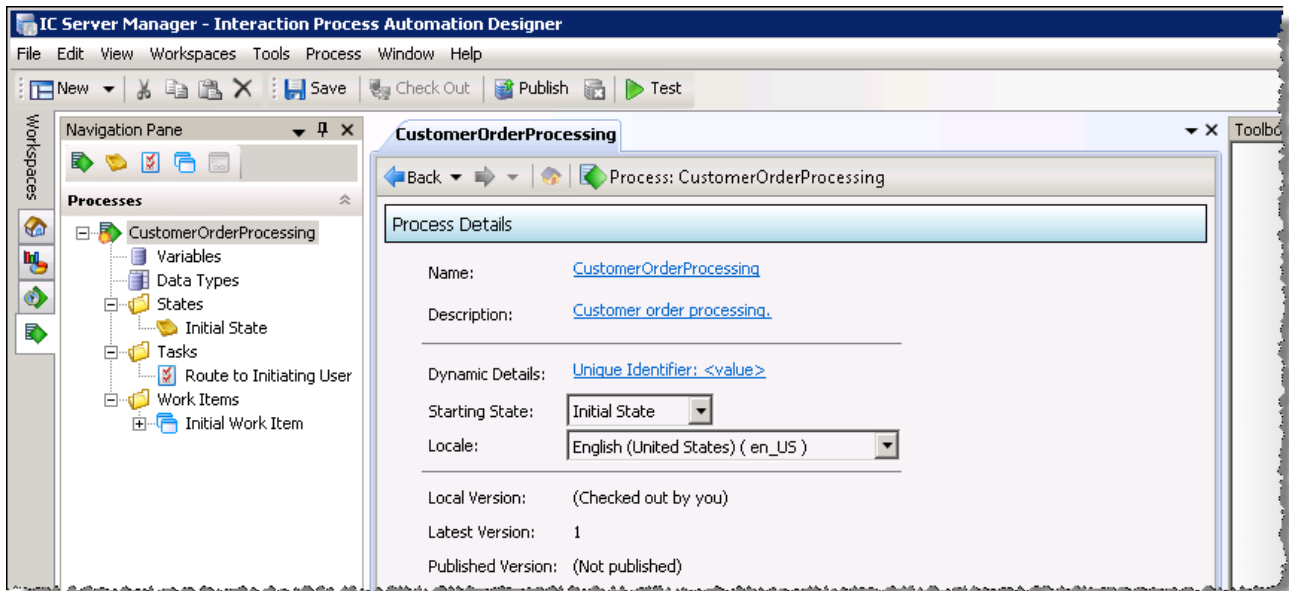 IC Server Manager - Interaction Process Automation Designer
File Edit View Workspaces Tools Process Window Help
New Save Check Out Publish Test
Workspaces
Navigation Pane
Processes
CustomerOrderProcessing
Variables
Data Types
States
Initial State
Tasks
Route to Initiating User
Work Items
Initial Work Item
CustomerOrderProcessing
Back Process: CustomerOrderProcessing
Process Details
Name: CustomerOrderProcessing
Description: Customer order processing.
Dynamic Details: Unique Identifier: <value>
Starting State: Initial State
Locale: English (United States) ( en_US )
Local Version: (Checked out by you)
Latest Version: 1
Published Version: (Not published)